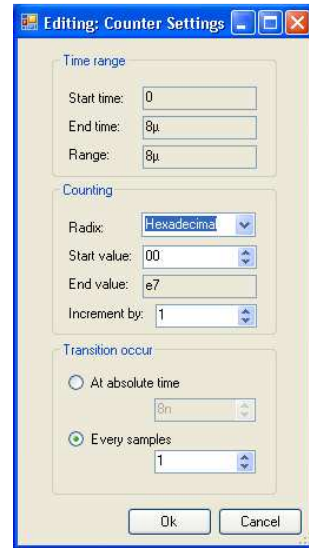 Editing: Counter Settings
Time range
Start time: 0
End time: 8µ
Range: 8µ
Counting
Radix: Hexadecimal
Start value: 00
End value: e7
Increment by: 1
Transition occur
At absolute time
8n
Every samples
1
Ok Cancel